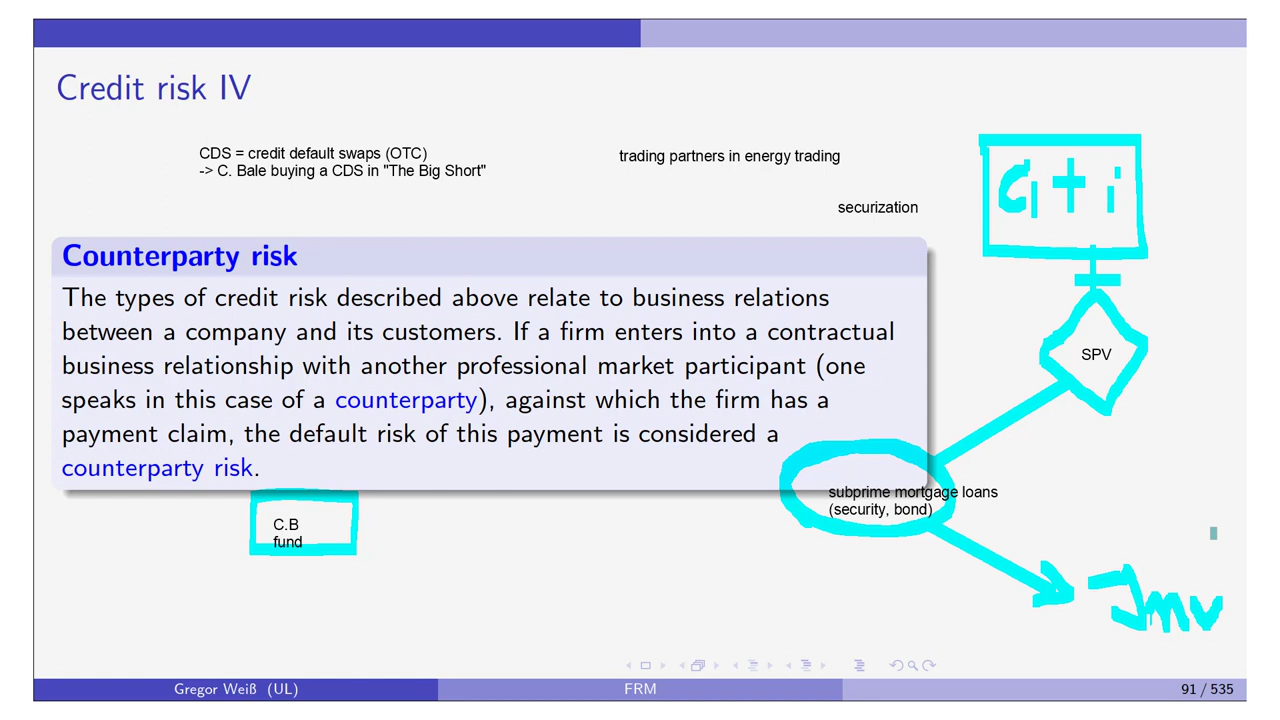 Credit risk IV
CDS = credit default swaps (OTC)
-> C. Bale buying a CDS in "The Big Short"
trading partners in energy trading
securization
Counterparty risk
The types of credit risk described above relate to business relations
between a company and its customers. If a firm enters into a contractual
business relationship with another professional market participant (one
speaks in this case of a counterparty), against which the firm has a
payment claim, the default risk of this payment is considered a
counterparty risk.
SPV
subprime mortgage loans
(security, bond)
C.B
fund
Inv
Gregor Weiß (UL)
FRM
91 / 535